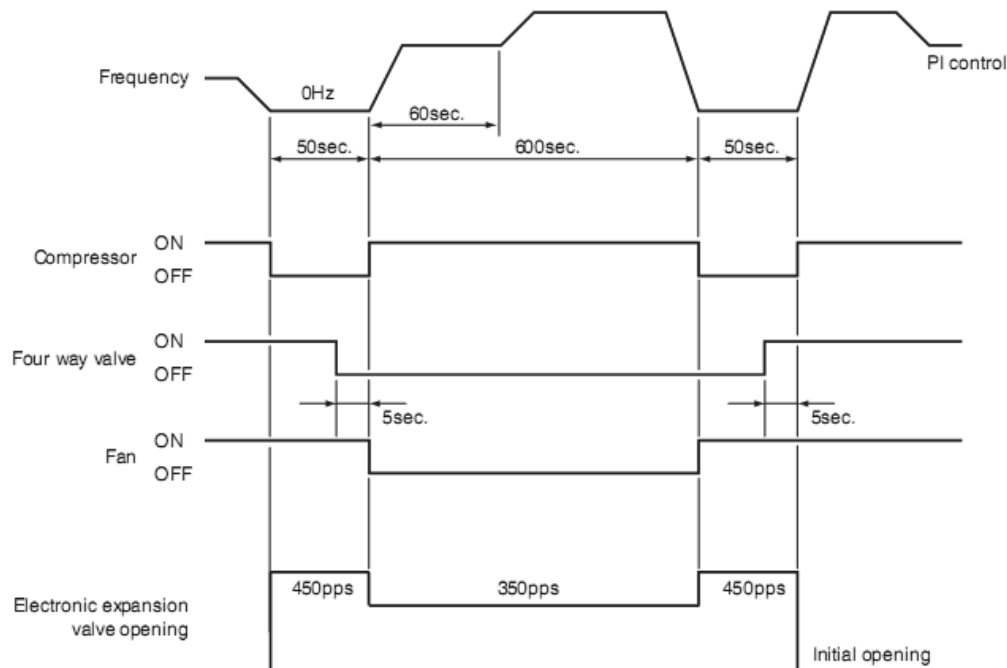 PI control
Frequency
0Hz
60sec.
50sec.
600sec.
50sec.
ON
Compressor
OFF
ON
Four way valve
OFF
5sec.
5sec.
ON
Fan
OFF
450pps
350pps
450pps
Electronic expansion
valve opening
Initial opening